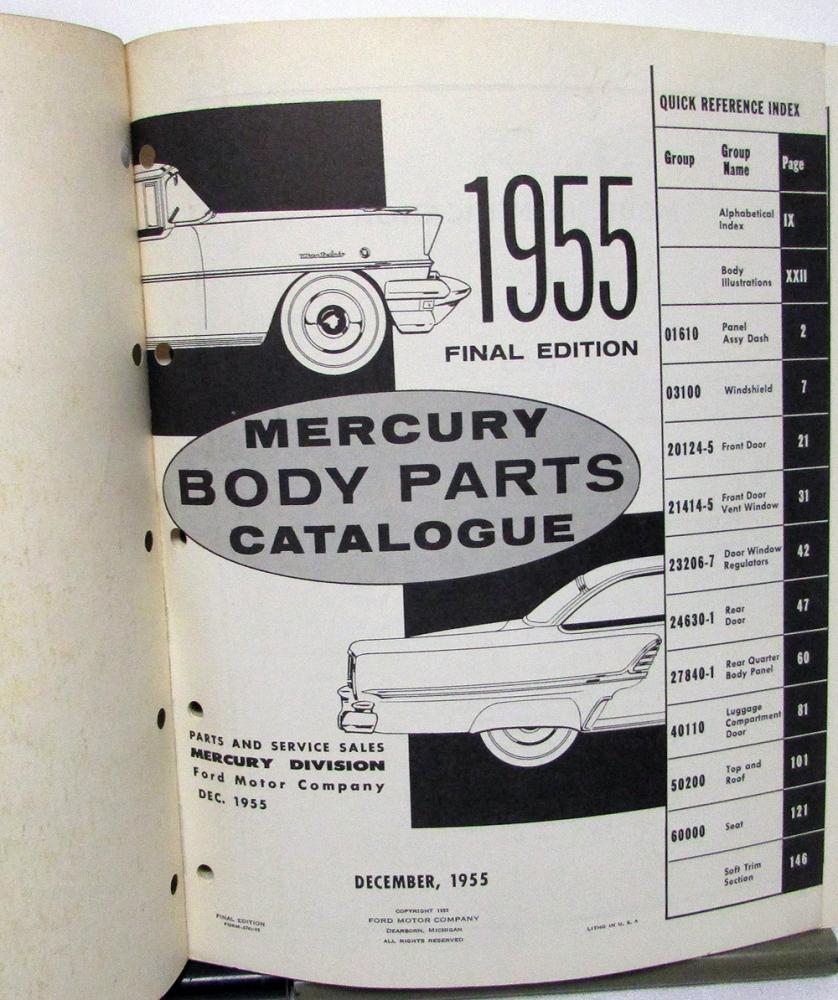 1955
FINAL EDITION
MERCURY
BODY PARTS
CATALOGUE
PARTS AND SERVICE SALES
MERCURY DIVISION
Ford Motor Company
DEC. 1955
DECEMBER, 1955
FINAL EDITION
COPYRIGHT 1955
FORD MOTOR COMPANY
DEARBORN, MICHIGAN
ALL RIGHTS RESERVED
LITHO IN U. S. A
QUICK REFERENCE INDEX
Group Group Name Page
Alphabetical Index IX
Body Illustrations XXII
01610 Panel Assy Dash 2
03100 Windshield 7
20124-5 Front Door 21
21414-5 Front Door Vent Window 31
23206-7 Door Window Regulators 42
24630-1 Rear Door 47
27840-1 Rear Quarter Body Panel 60
40110 Luggage Compartment Door 81
50200 Top and Roof 101
60000 Seat 121
Soft Trim Section 146